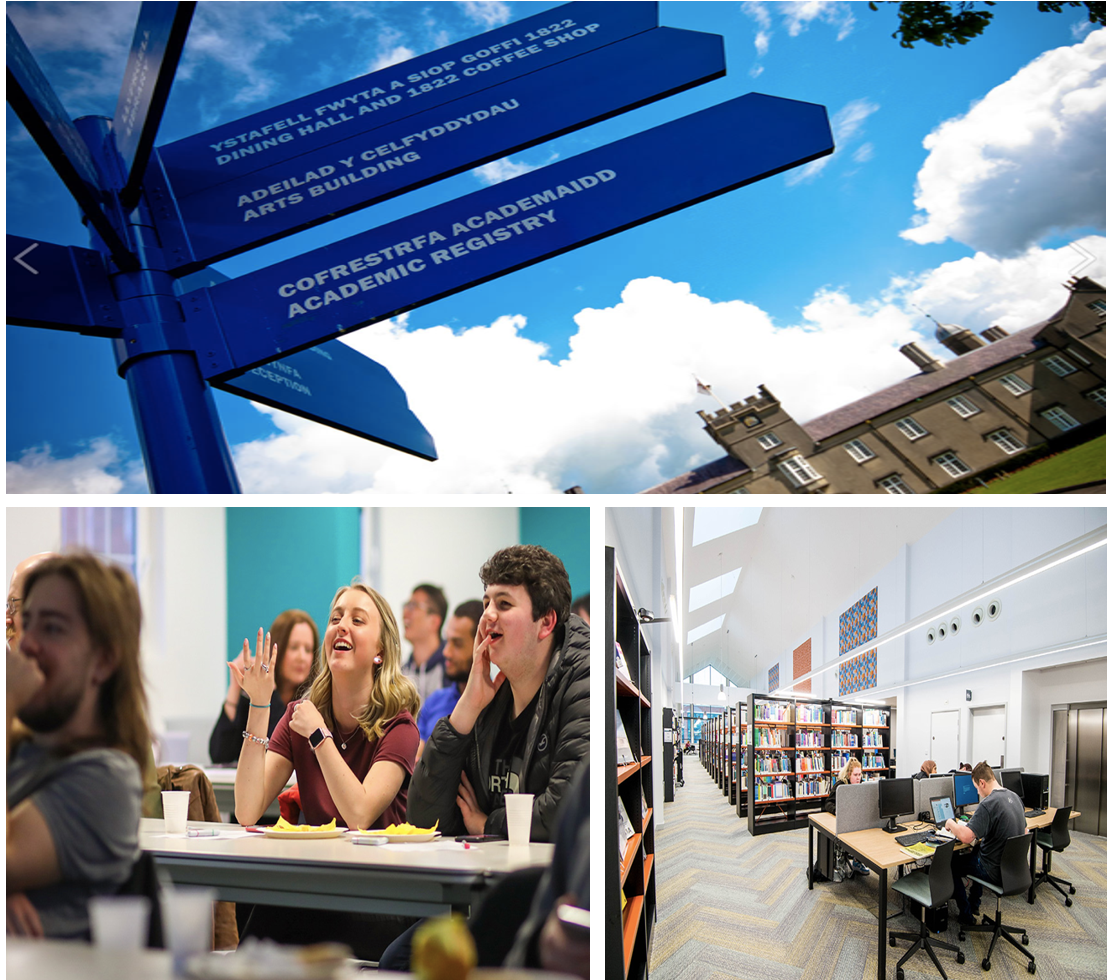 YSTAFELL FWYTA A SIOP GOFFI 1822
DINING HALL AND 1822 COFFEE SHOP
ADEILAD Y CELFYDDYDAU
ARTS BUILDING
COFRESTRFA ACADEMAIDD
ACADEMIC REGISTRY